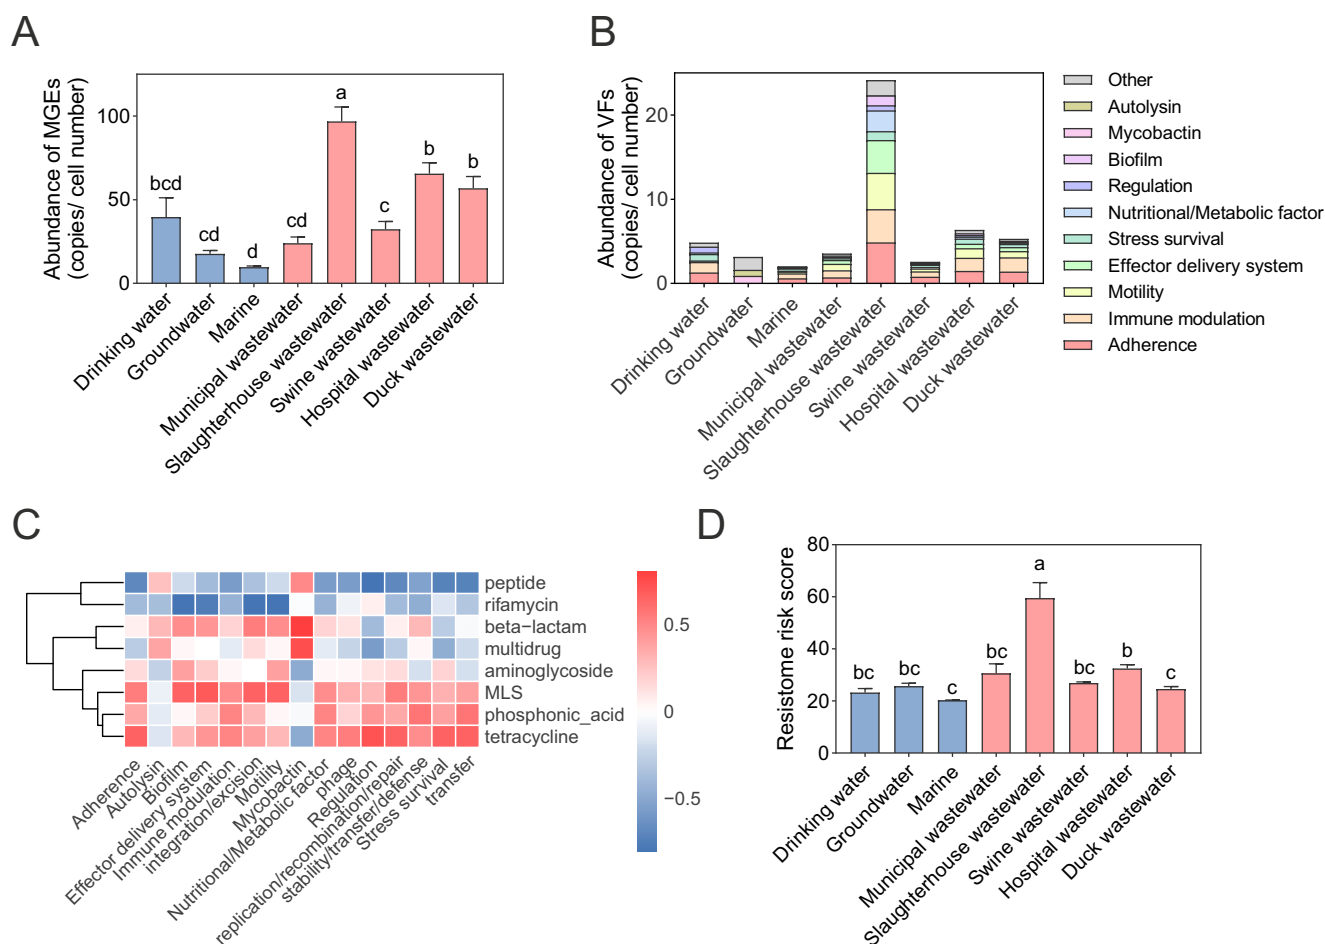 A
Abundance of MGEs
(copies/ cell number)
100
50
0
bcd
cd
d
cd
a
c
b
b
Drinking water
Groundwater
Marine
Municipal wastewater
Slaughterhouse wastewater
Swine wastewater
Hospital wastewater
Duck wastewater
B
Abundance of VFs
(copies/ cell number)
20
10
0
Drinking water
Groundwater
Marine
Municipal wastewater
Slaughterhouse wastewater
Swine wastewater
Hospital wastewater
Duck wastewater
Other
Autolysin
Mycobactin
Biofilm
Regulation
Nutritional/Metabolic factor
Stress survival
Effector delivery system
Motility
Immune modulation
Adherence
C
peptide
rifamycin
beta−lactam
multidrug
aminoglycoside
MLS
phosphonic_acid
tetracycline
Adherence
Autolysin
Biofilm
Effector delivery system
Immune modulation
integration/excision
Motility
Mycobactin
Nutritional/Metabolic factor
phage
Regulation
replication/recombination/repair
stability/transfer/defense
Stress survival
transfer
0.5
0
−0.5
D
Resistome risk score
80
60
40
20
0
bc
bc
c
bc
a
bc
b
c
Drinking water
Groundwater
Marine
Municipal wastewater
Slaughterhouse wastewater
Swine wastewater
Hospital wastewater
Duck wastewater